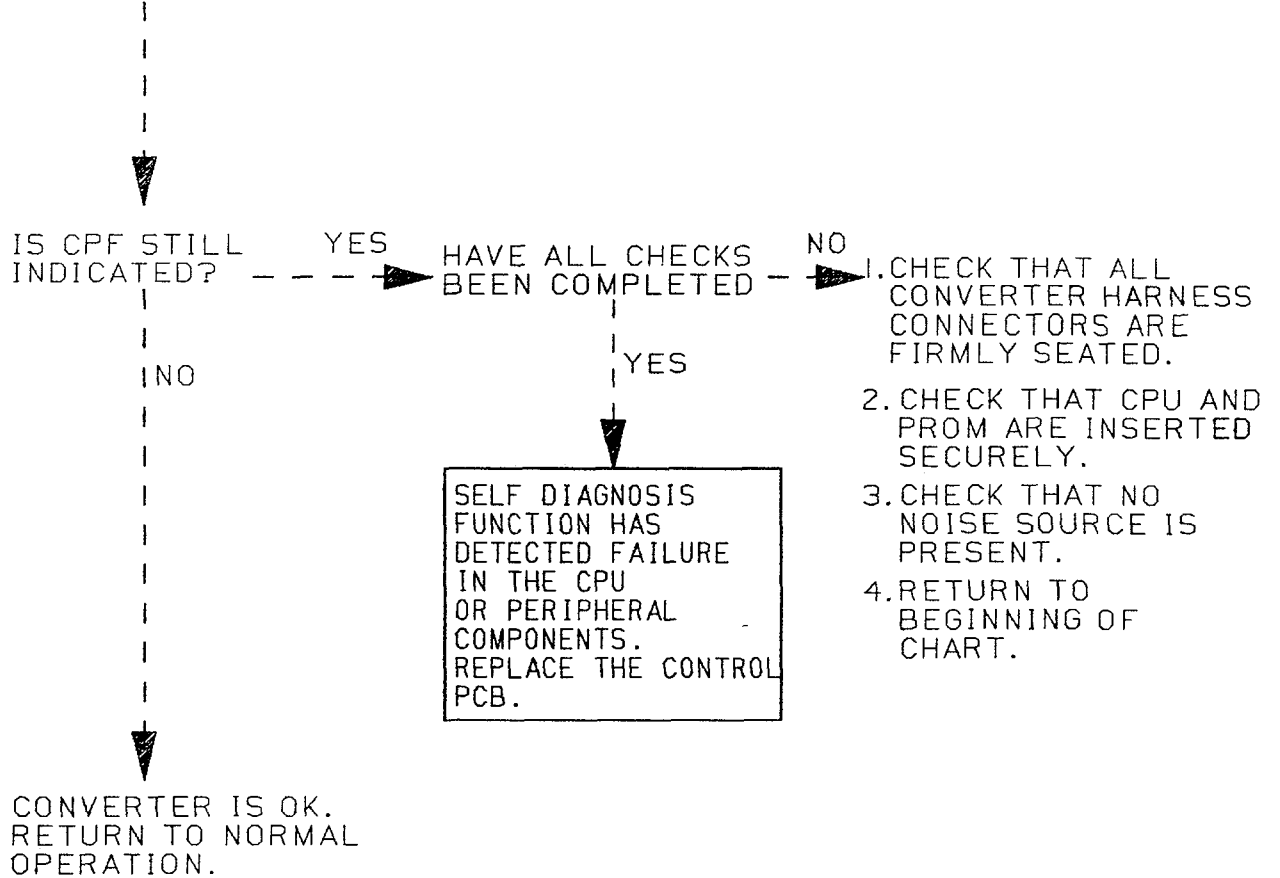 IS CPF STILL
INDICATED?
YES
HAVE ALL CHECKS
BEEN COMPLETED
NO
1.CHECK THAT ALL
CONVERTER HARNESS
CONNECTORS ARE
FIRMLY SEATED.
2.CHECK THAT CPU AND
PROM ARE INSERTED
SECURELY.
3.CHECK THAT NO
NOISE SOURCE IS
PRESENT.
4.RETURN TO
BEGINNING OF
CHART.
YES
NO
SELF DIAGNOSIS
FUNCTION HAS
DETECTED FAILURE
IN THE CPU
OR PERIPHERAL
COMPONENTS.
REPLACE THE CONTROL
PCB.
CONVERTER IS OK.
RETURN TO NORMAL
OPERATION.